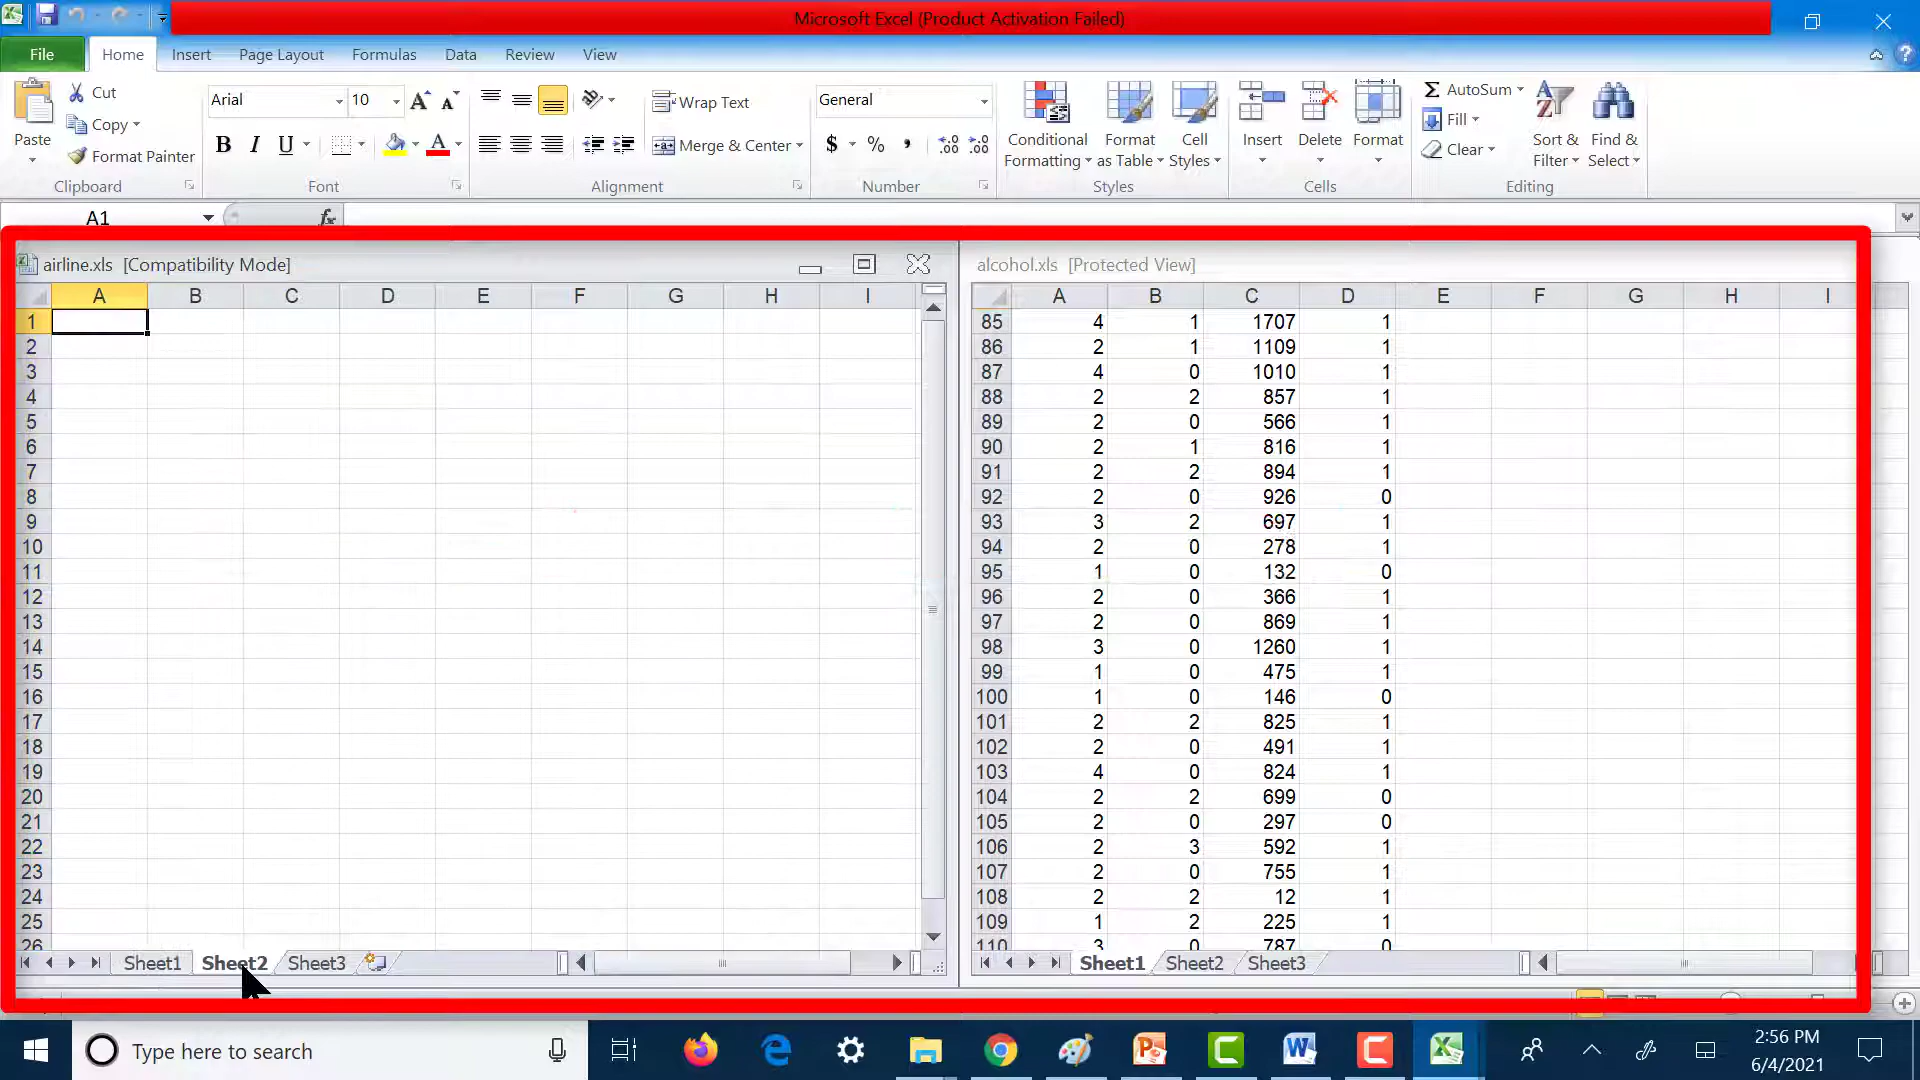 Microsoft Excel (Product Activation Failed)
File Home Insert Page Layout Formulas Data Review View
Paste Cut Copy Format Painter Clipboard
Arial 10 A A B I U A Font
Wrap Text Merge & Center Alignment
General $ % , .0 .00 .00 .0 Number
Conditional Formatting Format as Table Cell Styles Styles
Insert Delete Format Cells
Σ AutoSum Fill Clear Sort & Filter Find & Select Editing
A1 fx
airline.xls [Compatibility Mode]
A B C D E F G H I
1
2
3
4
5
6
7
8
9
10
11
12
13
14
15
16
17
18
19
20
21
22
23
24
25
26
Sheet1 Sheet2 Sheet3
alcohol.xls [Protected View]
A B C D E F G H I
85 4 1 1707 1
86 2 1 1109 1
87 4 0 1010 1
88 2 2 857 1
89 2 0 566 1
90 2 1 816 1
91 2 2 894 1
92 2 0 926 0
93 3 2 697 1
94 2 0 278 1
95 1 0 132 0
96 2 0 366 1
97 2 0 869 1
98 3 0 1260 1
99 1 0 475 1
100 1 0 146 0
101 2 2 825 1
102 2 0 491 1
103 4 0 824 1
104 2 2 699 0
105 2 0 297 0
106 2 3 592 1
107 2 0 755 1
108 2 2 12 1
109 1 2 225 1
110 3 0 787 0
Sheet1 Sheet2 Sheet3
Type here to search
2:56 PM
6/4/2021